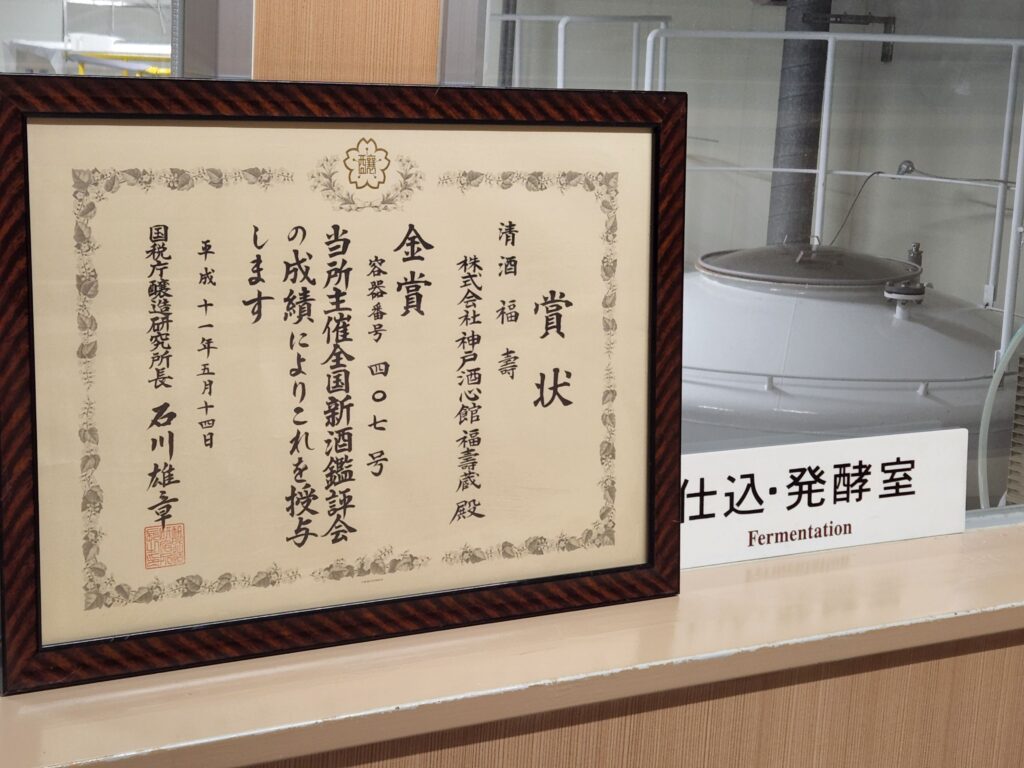 賞状
清酒 福壽
株式会社神戸酒心館福壽蔵 殿
金賞
容器番号 四〇七号
当所主催全国新酒鑑評会
の成績によりこれを授与
します
平成十一年五月十四日
国税庁醸造研究所長 石川雄章
醸
仕込・発酵室
Fermentation